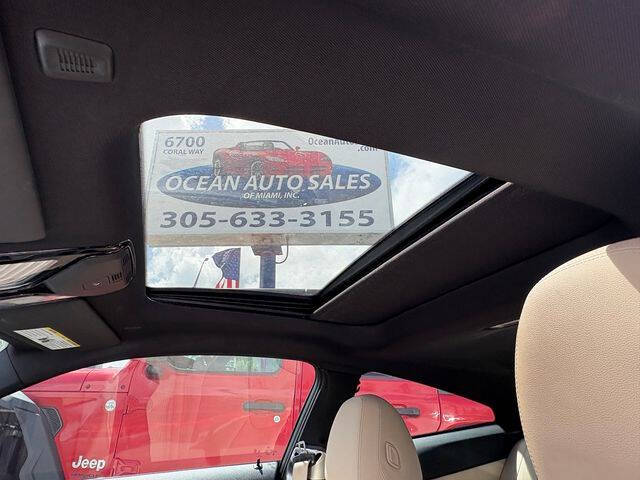 6700
CORAL WAY
OceanAuto
.com
OCEAN AUTO SALES
OF MIAMI, INC.
305-633-3155
Jeep